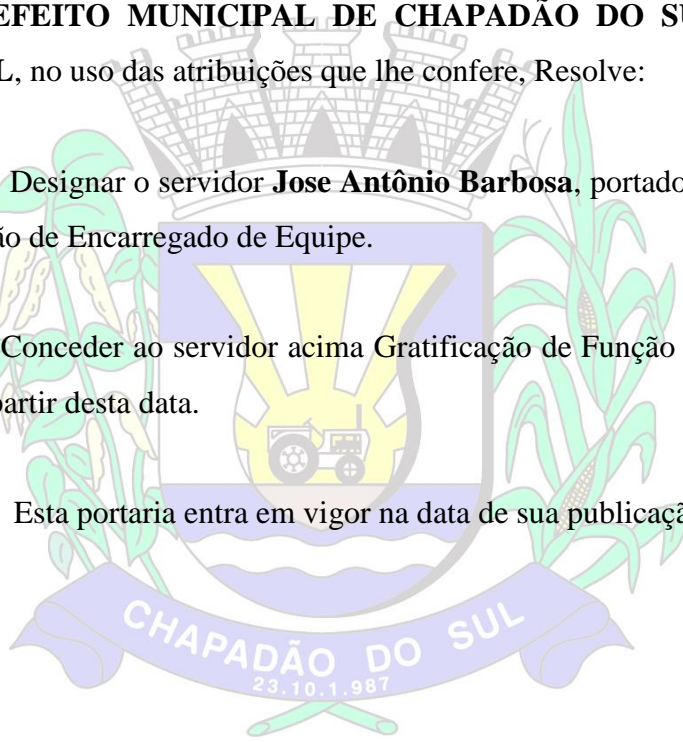 EFEITO MUNICIPAL DE CHAPADÃO DO SU
L, no uso das atribuições que lhe confere, Resolve:
Designar o servidor Jose Antônio Barbosa, portado
ão de Encarregado de Equipe.
Conceder ao servidor acima Gratificação de Função
partir desta data.
Esta portaria entra em vigor na data de sua publicaçã
CHAPADÃO DO SUL
23.10.1.987